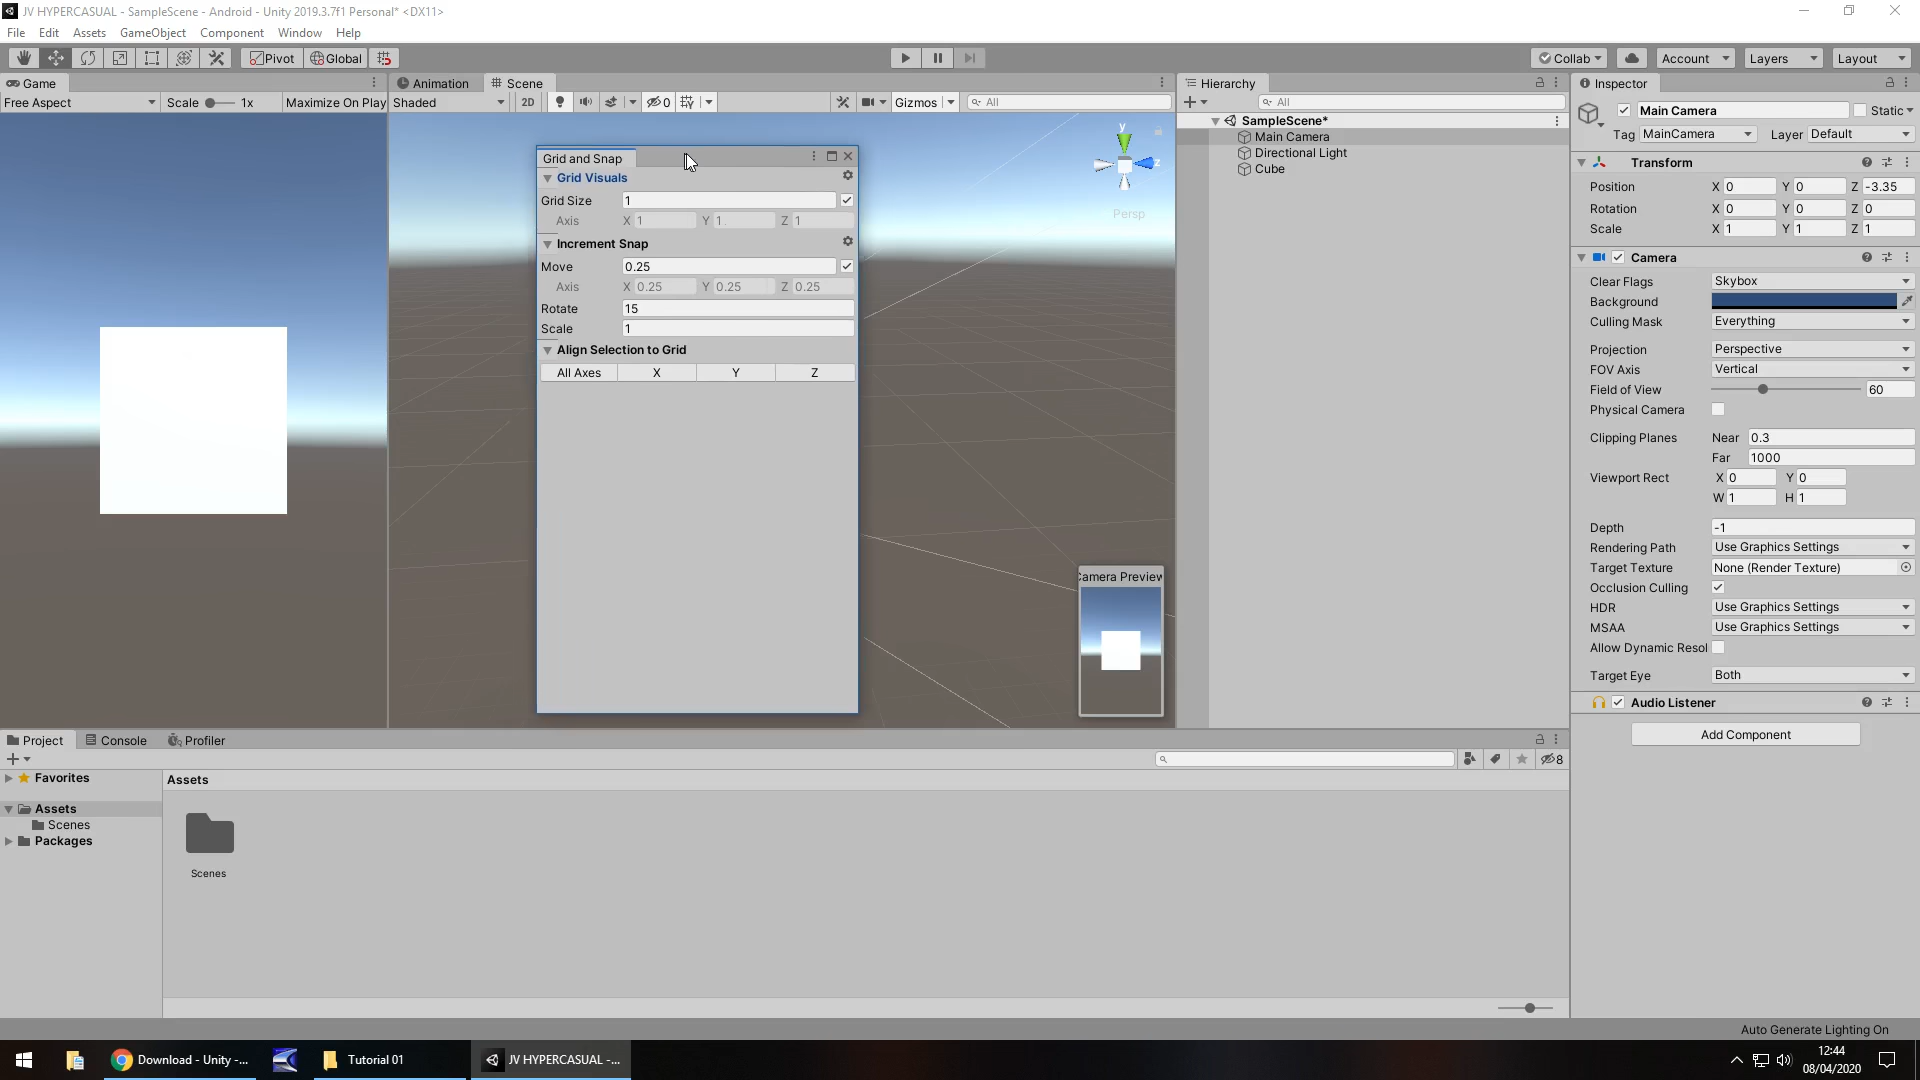 JV HYPERCASUAL - SampleScene - Android - Unity 2019.3.7f1 Personal* <DX11>
File Edit Assets GameObject Component Window Help
Pivot Global Collab Account Layers Layout
Game
Free Aspect Scale 1x Maximize On Play
Animation Scene
Shaded 2D 0 Gizmos All
y
z
Persp
Grid and Snap
Grid Visuals
Grid Size 1
Axis X 1 Y 1 Z 1
Increment Snap
Move 0.25
Axis X 0.25 Y 0.25 Z 0.25
Rotate 15
Scale 1
Align Selection to Grid
All Axes X Y Z
Camera Preview
Hierarchy
All
SampleScene*
Main Camera
Directional Light
Cube
Inspector
Main Camera Static
Tag MainCamera Layer Default
Transform
Position X 0 Y 0 Z -3.35
Rotation X 0 Y 0 Z 0
Scale X 1 Y 1 Z 1
Camera
Clear Flags Skybox
Background
Culling Mask Everything
Projection Perspective
FOV Axis Vertical
Field of View 60
Physical Camera
Clipping Planes Near 0.3
Far 1000
Viewport Rect X 0 Y 0
W 1 H 1
Depth -1
Rendering Path Use Graphics Settings
Target Texture None (Render Texture)
Occlusion Culling
HDR Use Graphics Settings
MSAA Use Graphics Settings
Allow Dynamic Resol
Target Eye Both
Audio Listener
Add Component
Project Console Profiler
8
Favorites
Assets
Scenes
Packages
Assets
Scenes
Auto Generate Lighting On
Download - Unity -... Tutorial 01 JV HYPERCASUAL -...
12:44
08/04/2020